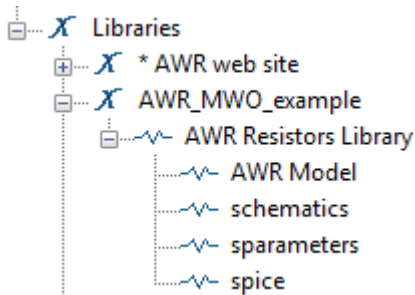 Libraries
* AWR web site
AWR_MWO_example
AWR Resistors Library
AWR Model
schematics
sparameters
spice